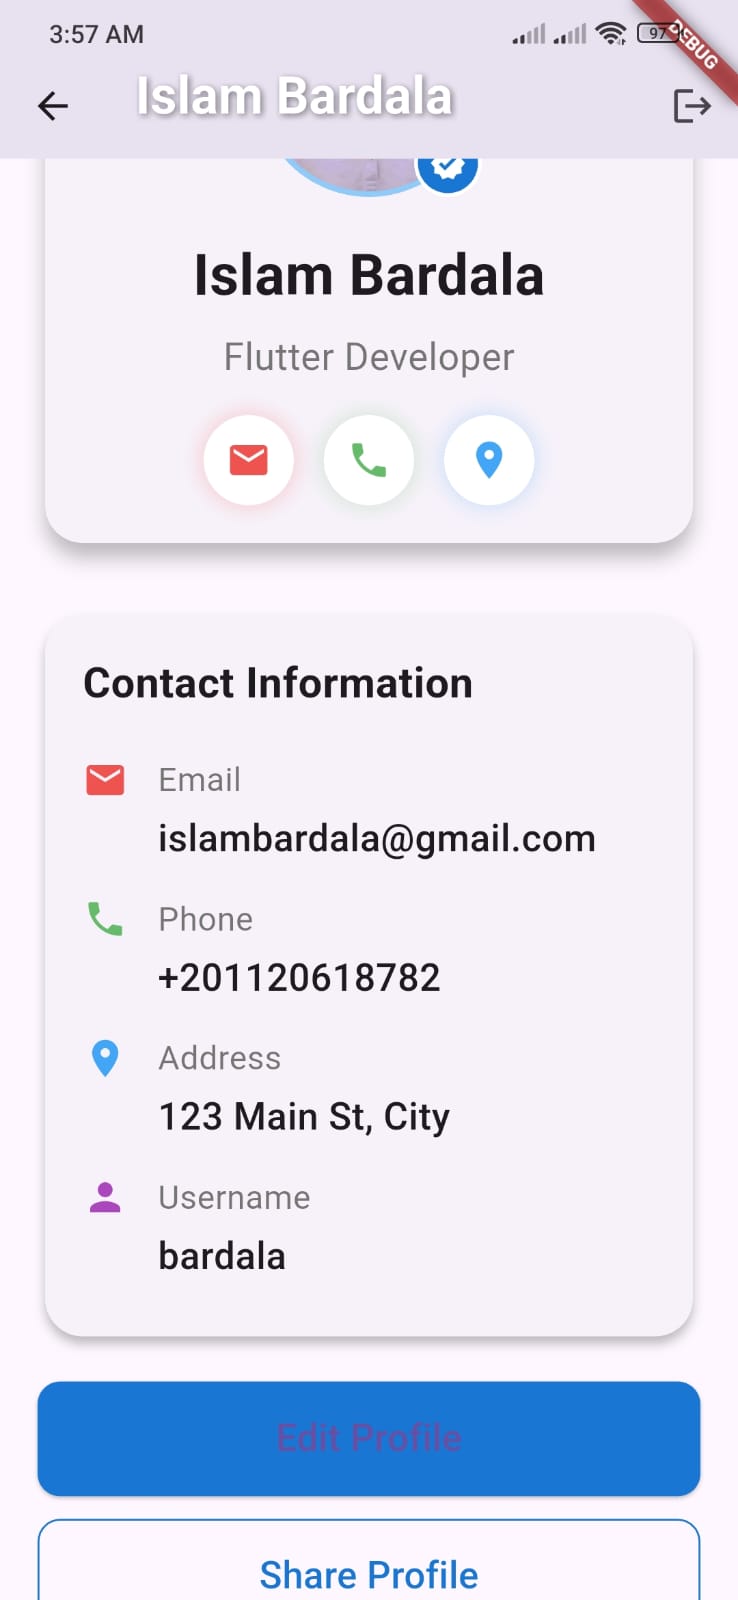 3:57 AM
97
DEBUG
Islam Bardala
Islam Bardala
Flutter Developer
Contact Information
Email
islambardala@gmail.com
Phone
+201120618782
Address
123 Main St, City
Username
bardala
Edit Profile
Share Profile